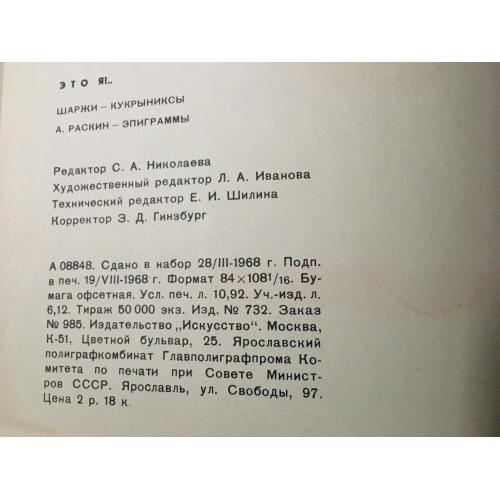 ЭТО Я!..
ШАРЖИ — КУКРЫНИКСЫ
А. РАСКИН — ЭПИГРАММЫ
Редактор С. А. Николаева
Художественный редактор Л. А. Иванова
Технический редактор Е. И. Шилина
Корректор З. Д. Гинзбург
А 08848. Сдано в набор 28/III-1968 г. Подп.
в печ. 19/VIII-1968 г. Формат 84×1081/16. Бу-
мага офсетная. Усл. печ. л. 10,92. Уч.-изд. л.
6,12. Тираж 50 000 экз. Изд. № 732. Заказ
№ 985. Издательство „Искусство". Москва,
К-51, Цветной бульвар, 25. Ярославский
полиграфкомбинат Главполиграфпрома Ко-
митета по печати при Совете Минист-
ров СССР. Ярославль, ул. Свободы, 97.
Цена 2 р. 18 к.